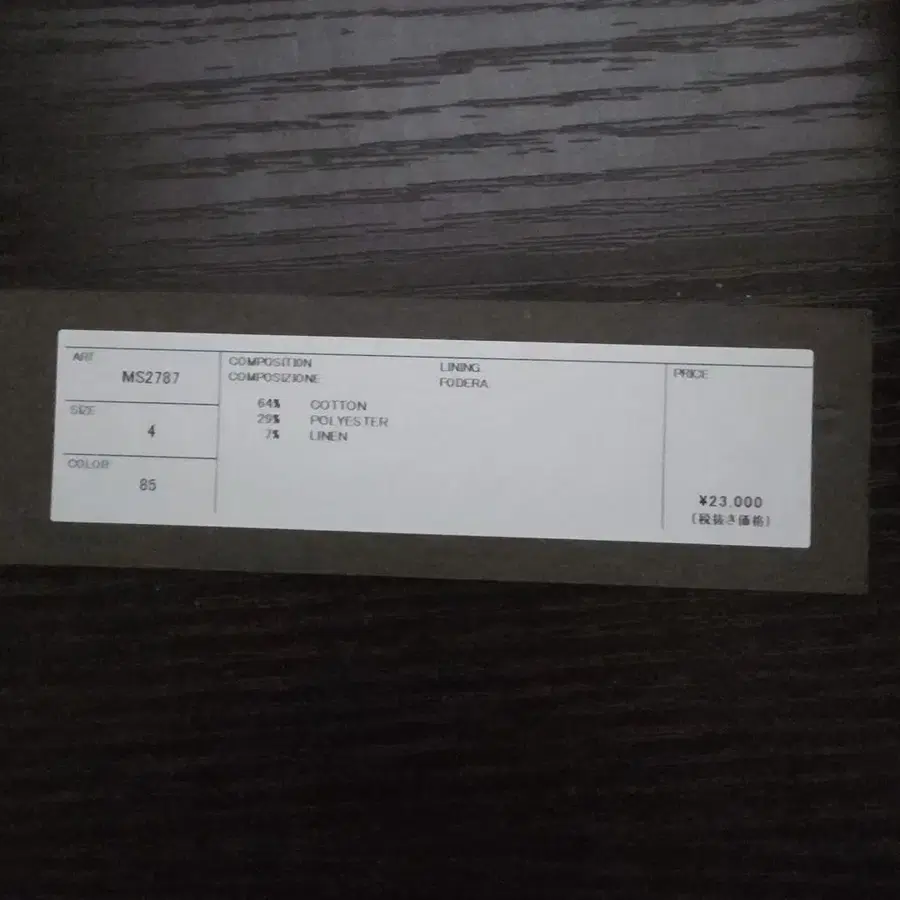 ART
MS2787
SIZE
4
COLOR
85
COMPOSITION
COMPOSIZIONE
64% COTTON
29% POLYESTER
7% LINEN
LINING
FODERA
PRICE
¥23.000
(税抜き価格)